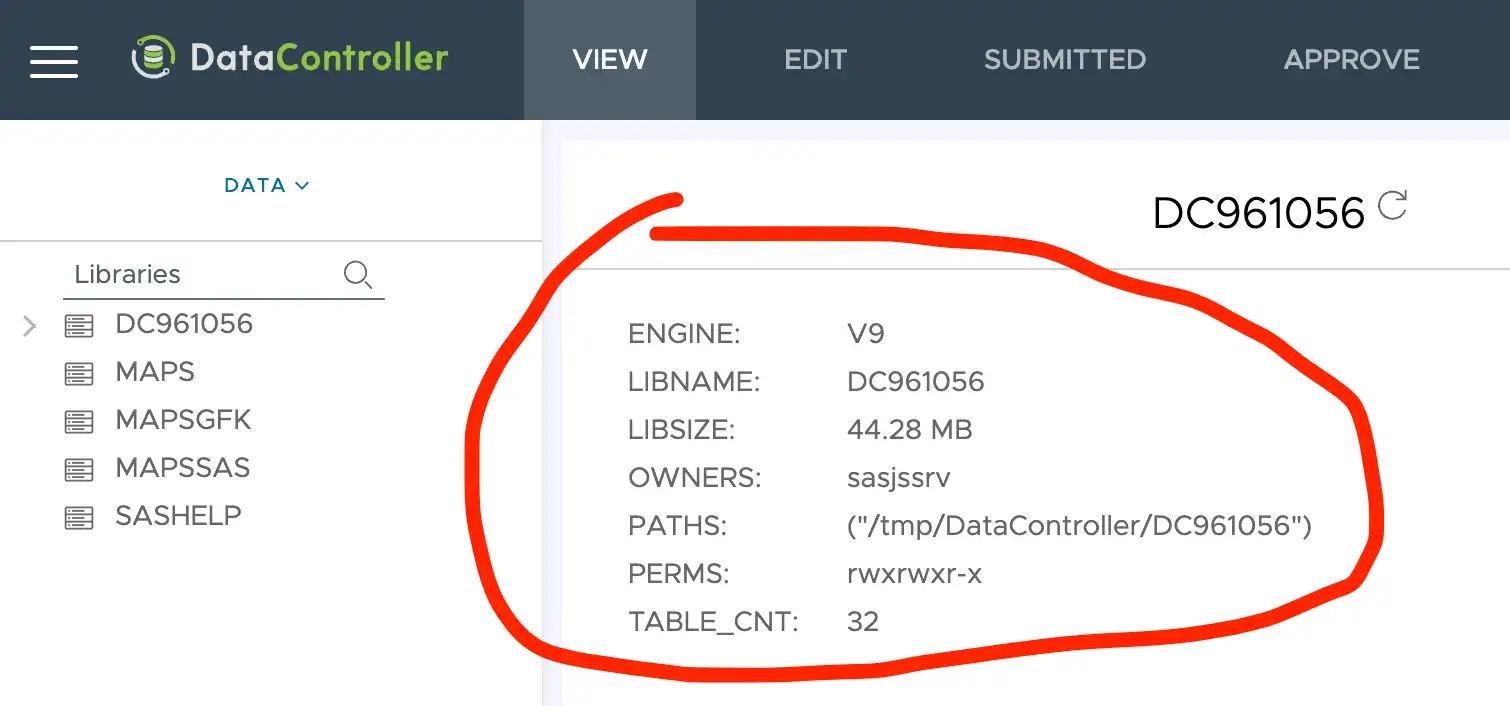 DataController VIEW EDIT SUBMITTED APPROVE
DATA
Libraries
DC961056
MAPS
MAPSGFK
MAPSSAS
SASHELP
DC961056
ENGINE: V9
LIBNAME: DC961056
LIBSIZE: 44.28 MB
OWNERS: sasjssrv
PATHS: ("/tmp/DataController/DC961056")
PERMS: rwxrwxr-x
TABLE_CNT: 32